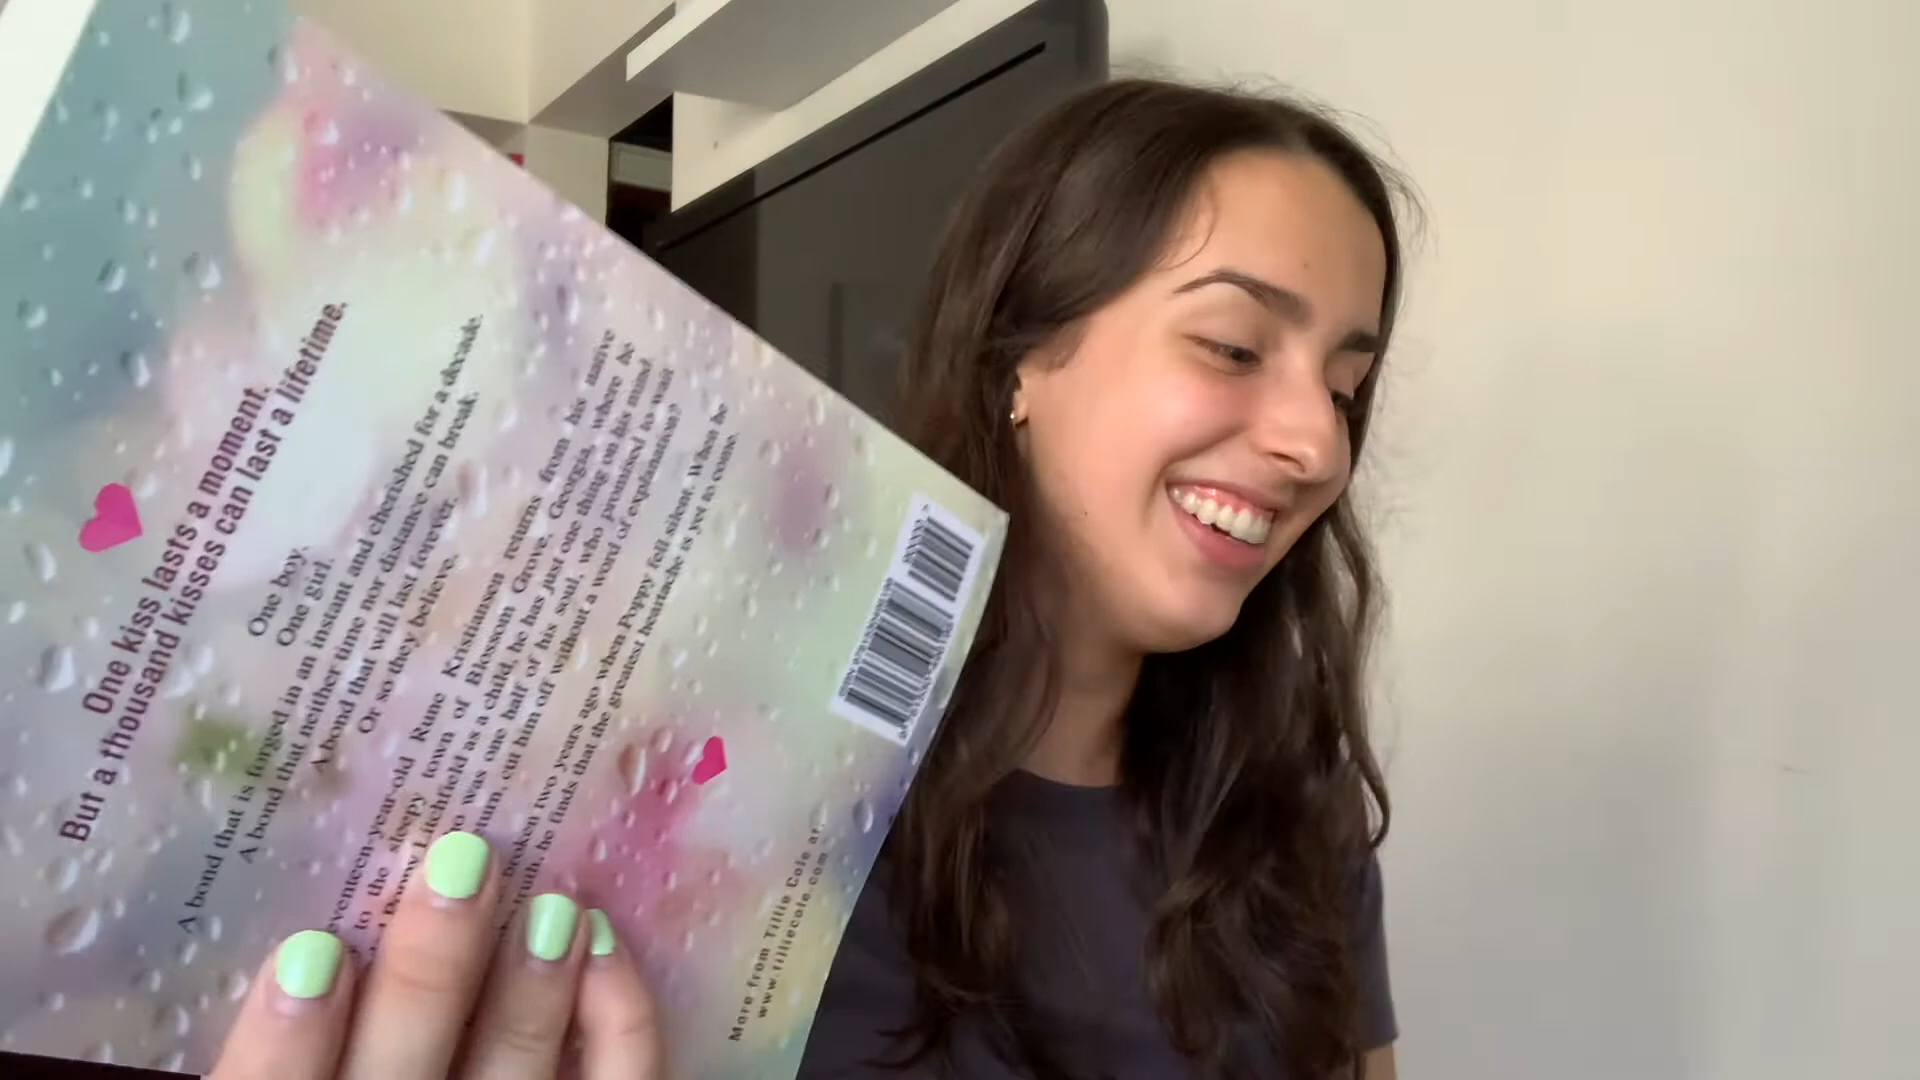 One kiss lasts a moment.
But a thousand kisses can last a lifetime.
One boy.
One girl.
A bond that is forged in an instant and cherished for a decade.
A bond that neither time nor distance can break.
A bond that will last forever.
Or so they believe.
eventeen-year-old Rune Kristiansen returns from his native
to the sleepy town of Blossom Grove, Georgia, where he
Poppy Litchfield as a child, he has just one thing on his mind
was one half of his soul, who promised to wait
turn, cut him off without a word of explanation?
broken two years ago when Poppy fell silent. When he
truth, he finds that the greatest heartache is yet to come.
More from Tillie Cole at:
www.tilliecole.com